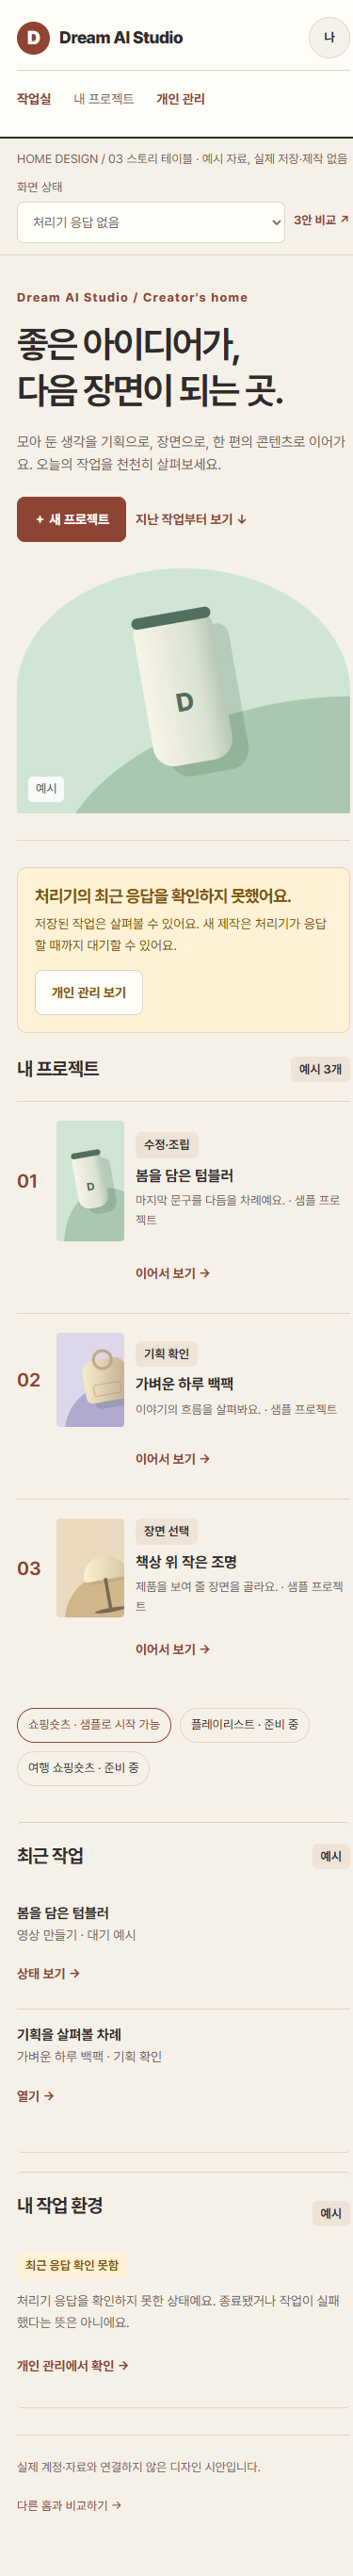 D Dream AI Studio 나
작업실 내 프로젝트 개인 관리
HOME DESIGN / 03 스토리 테이블 · 예시 자료, 실제 저장·제작 없음
화면 상태
처리기 응답 없음 3안 비교 ↗
Dream AI Studio / Creator's home
좋은 아이디어가,
다음 장면이 되는 곳.
모아 둔 생각을 기획으로, 장면으로, 한 편의 콘텐츠로 이어가
요. 오늘의 작업을 천천히 살펴보세요.
+ 새 프로젝트 지난 작업부터 보기 ↓
D
예시
처리기의 최근 응답을 확인하지 못했어요.
저장된 작업은 살펴볼 수 있어요. 새 제작은 처리기가 응답
할 때까지 대기할 수 있어요.
개인 관리 보기
내 프로젝트 예시 3개
수정·조립
01 D 봄을 담은 텀블러
마지막 문구를 다듬을 차례예요. · 샘플 프로
젝트
이어서 보기 →
기획 확인
02 가벼운 하루 백팩
이야기의 흐름을 살펴봐요. · 샘플 프로젝트
이어서 보기 →
장면 선택
03 책상 위 작은 조명
제품을 보여 줄 장면을 골라요. · 샘플 프로젝
트
이어서 보기 →
쇼핑숏츠 · 샘플로 시작 가능 플레이리스트 · 준비 중
여행 쇼핑숏츠 · 준비 중
최근 작업 예시
봄을 담은 텀블러
영상 만들기 · 대기 예시
상태 보기 →
기획을 살펴볼 차례
가벼운 하루 백팩 · 기획 확인
열기 →
내 작업 환경 예시
최근 응답 확인 못함
처리기 응답을 확인하지 못한 상태예요. 종료됐거나 작업이 실패
했다는 뜻은 아니에요.
개인 관리에서 확인 →
실제 계정·자료와 연결하지 않은 디자인 시안입니다.
다른 홈과 비교하기 →